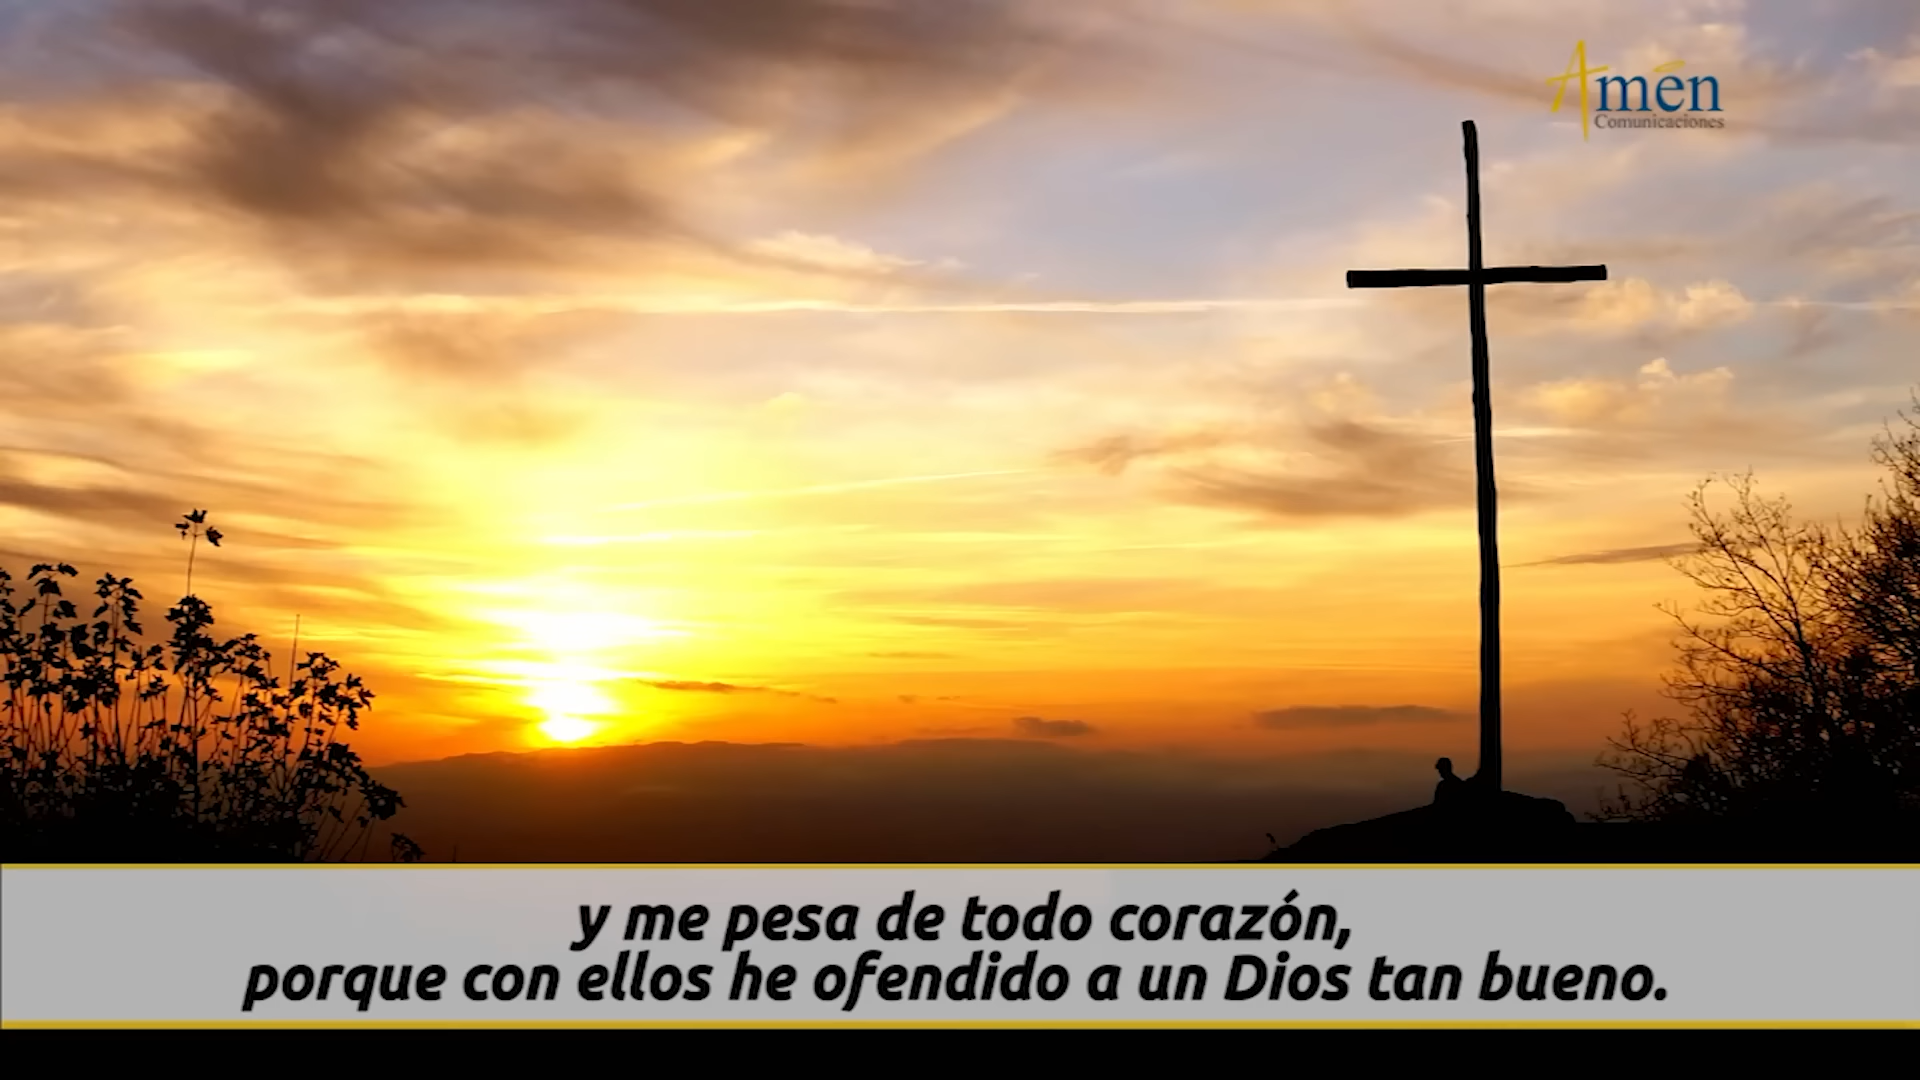 Amén
Comunicaciones
y me pesa de todo corazón,
porque con ellos he ofendido a un Dios tan bueno.